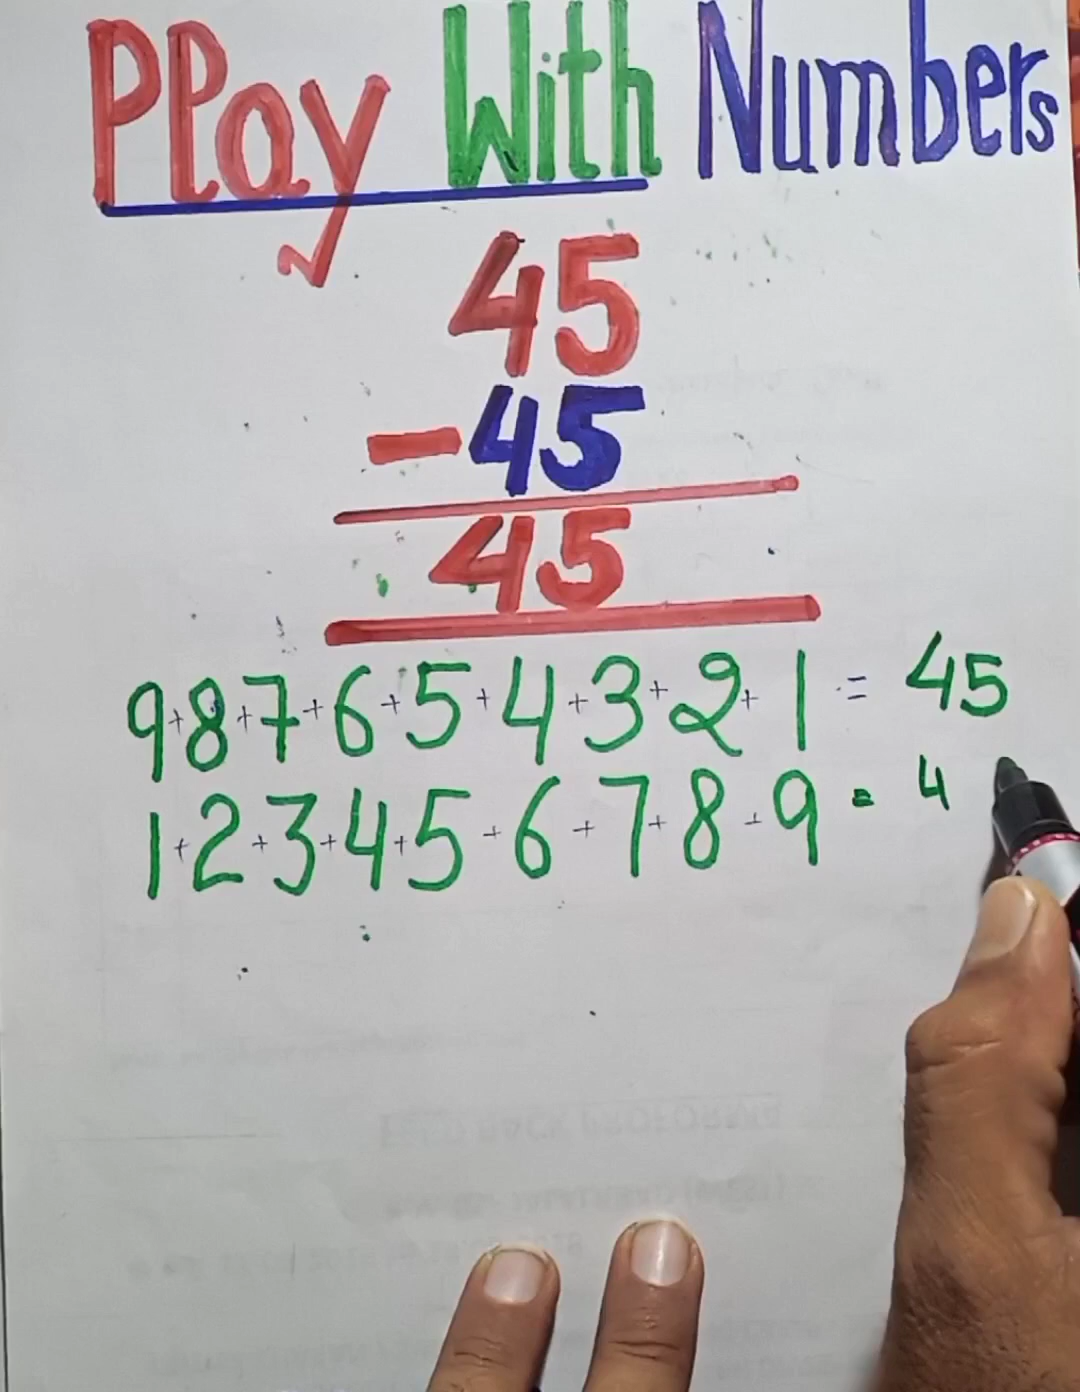 PPay With Numbers
45
-45
45
9+8+7+6+5+4+3+2+1 = 45
1+2+3+4+5+6+7+8+9 = 4